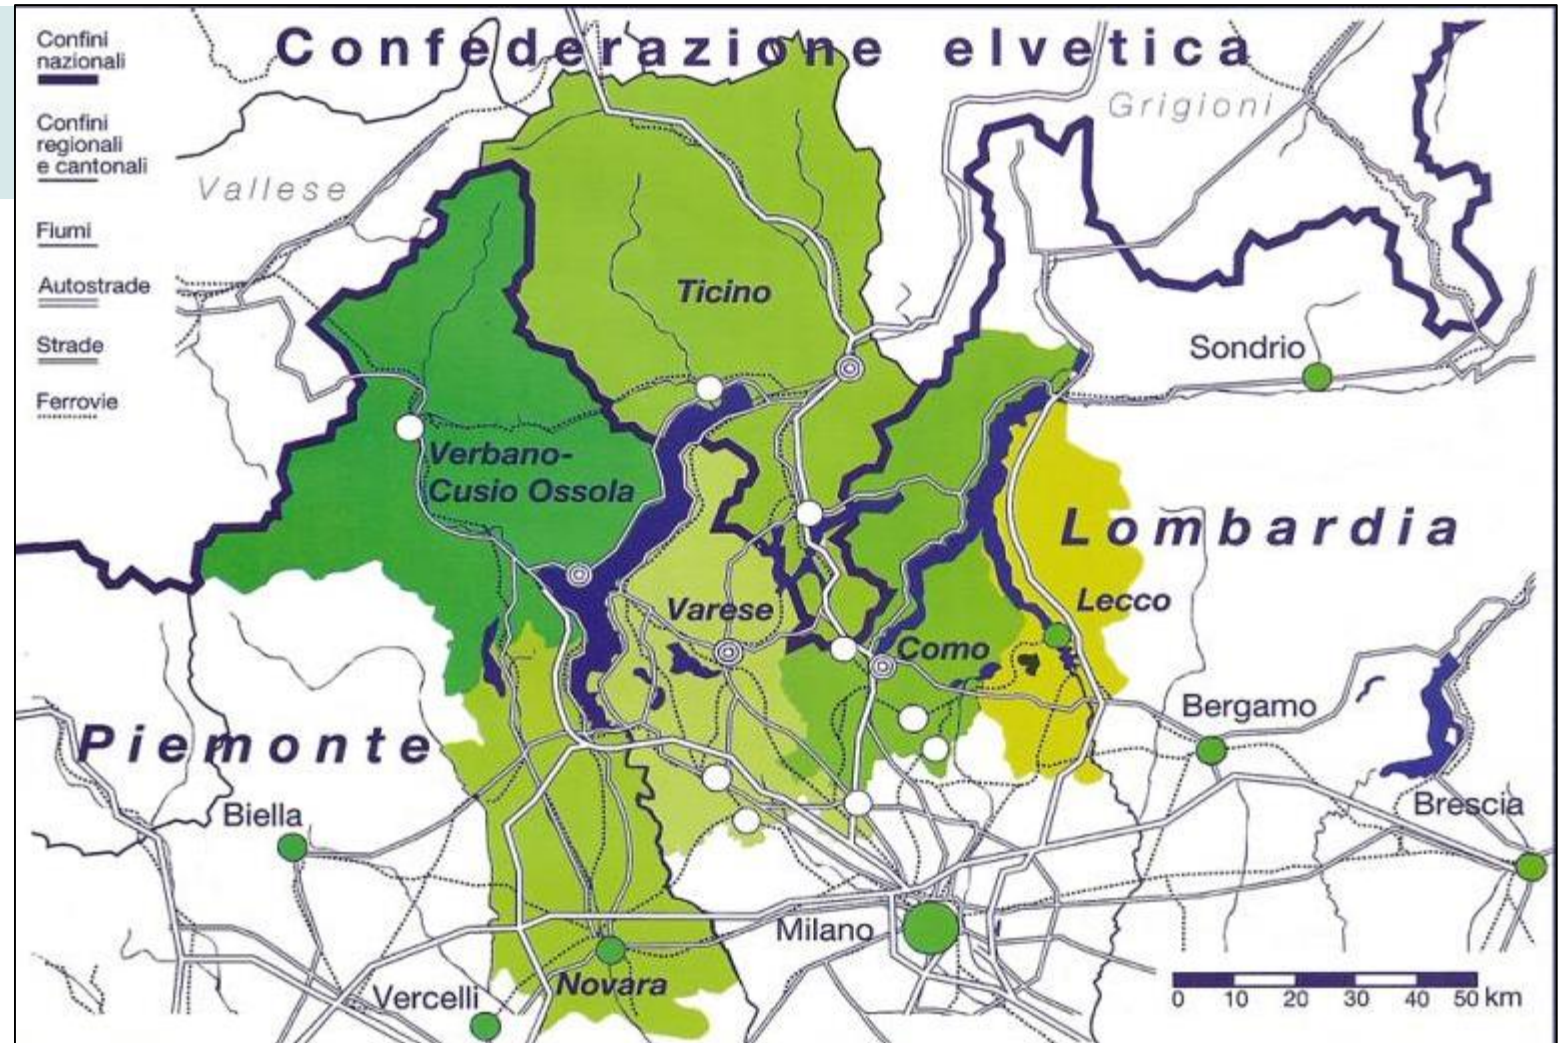 Confini
nazionali
Confini
regionali
e cantonali
Fiumi
Autostrade
Strade
Ferrovie
Confederazione elvetica
Grigioni
Vallese
Ticino
Sondrio
Verbano-
Cusio Ossola
Lombardia
Varese
Lecco
Como
Piemonte
Bergamo
Biella
Brescia
Milano
Novara
Vercelli
0 10 20 30 40 50 km